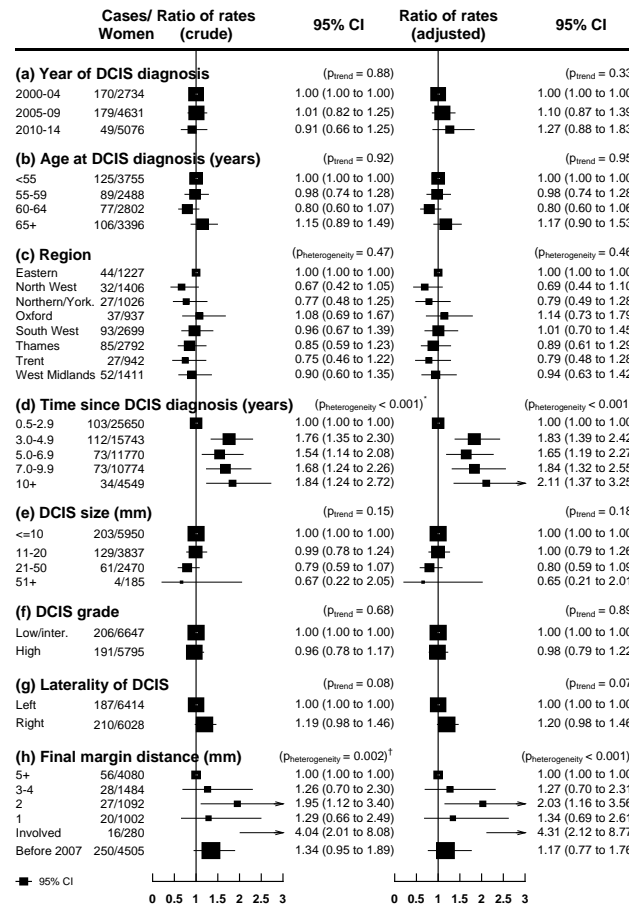 Cases/ Ratio of rates Ratio of rates
Women (crude) 95% CI (adjusted) 95% CI
(a) Year of DCIS diagnosis (ptrend = 0.88) (ptrend = 0.33
2000-04 170/2734 1.00 (1.00 to 1.00) 1.00 (1.00 to 1.00
2005-09 179/4631 1.01 (0.82 to 1.25) 1.10 (0.87 to 1.39
2010-14 49/5076 0.91 (0.66 to 1.25) 1.27 (0.88 to 1.83
(b) Age at DCIS diagnosis (years) (ptrend = 0.92) (ptrend = 0.95
<55 125/3755 1.00 (1.00 to 1.00) 1.00 (1.00 to 1.00
55-59 89/2488 0.98 (0.74 to 1.28) 0.98 (0.74 to 1.28
60-64 77/2802 0.80 (0.60 to 1.07) 0.80 (0.60 to 1.06
65+ 106/3396 1.15 (0.89 to 1.49) 1.17 (0.90 to 1.53
(c) Region (pheterogeneity = 0.47) (pheterogeneity = 0.46
Eastern 44/1227 1.00 (1.00 to 1.00) 1.00 (1.00 to 1.00
North West 32/1406 0.67 (0.42 to 1.05) 0.69 (0.44 to 1.10
Northern/York. 27/1026 0.77 (0.48 to 1.25) 0.79 (0.49 to 1.28
Oxford 37/937 1.08 (0.69 to 1.67) 1.14 (0.73 to 1.79
South West 93/2699 0.96 (0.67 to 1.39) 1.01 (0.70 to 1.45
Thames 85/2792 0.85 (0.59 to 1.23) 0.89 (0.61 to 1.29
Trent 27/942 0.75 (0.46 to 1.22) 0.79 (0.48 to 1.28
West Midlands 52/1411 0.90 (0.60 to 1.35) 0.94 (0.63 to 1.42
(d) Time since DCIS diagnosis (years) (pheterogeneity < 0.001)* (pheterogeneity < 0.001
0.5-2.9 103/25650 1.00 (1.00 to 1.00) 1.00 (1.00 to 1.00
3.0-4.9 112/15743 1.76 (1.35 to 2.30) 1.83 (1.39 to 2.42
5.0-6.9 73/11770 1.54 (1.14 to 2.08) 1.65 (1.19 to 2.27
7.0-9.9 73/10774 1.68 (1.24 to 2.26) 1.84 (1.32 to 2.55
10+ 34/4549 1.84 (1.24 to 2.72) 2.11 (1.37 to 3.25
(e) DCIS size (mm) (ptrend = 0.15) (ptrend = 0.18
<=10 203/5950 1.00 (1.00 to 1.00) 1.00 (1.00 to 1.00
11-20 129/3837 0.99 (0.78 to 1.24) 1.00 (0.79 to 1.26
21-50 61/2470 0.79 (0.59 to 1.07) 0.80 (0.59 to 1.09
51+ 4/185 0.67 (0.22 to 2.05) 0.65 (0.21 to 2.01
(f) DCIS grade (ptrend = 0.68) (ptrend = 0.89
Low/inter. 206/6647 1.00 (1.00 to 1.00) 1.00 (1.00 to 1.00
High 191/5795 0.96 (0.78 to 1.17) 0.98 (0.79 to 1.22
(g) Laterality of DCIS (ptrend = 0.08) (ptrend = 0.07
Left 187/6414 1.00 (1.00 to 1.00) 1.00 (1.00 to 1.00
Right 210/6028 1.19 (0.98 to 1.46) 1.20 (0.98 to 1.46
(h) Final margin distance (mm) (pheterogeneity = 0.002)† (pheterogeneity < 0.001)
5+ 56/4080 1.00 (1.00 to 1.00) 1.00 (1.00 to 1.00
3-4 28/1484 1.26 (0.70 to 2.30) 1.27 (0.70 to 2.31
2 27/1092 1.95 (1.12 to 3.40) 2.03 (1.16 to 3.56
1 20/1002 1.29 (0.66 to 2.49) 1.34 (0.69 to 2.61
Involved 16/280 4.04 (2.01 to 8.08) 4.31 (2.12 to 8.77
Before 2007 250/4505 1.34 (0.95 to 1.89) 1.17 (0.77 to 1.76
95% CI
0 0.5 1 1.5 2 2.5 3 0 0.5 1 1.5 2 2.5 3